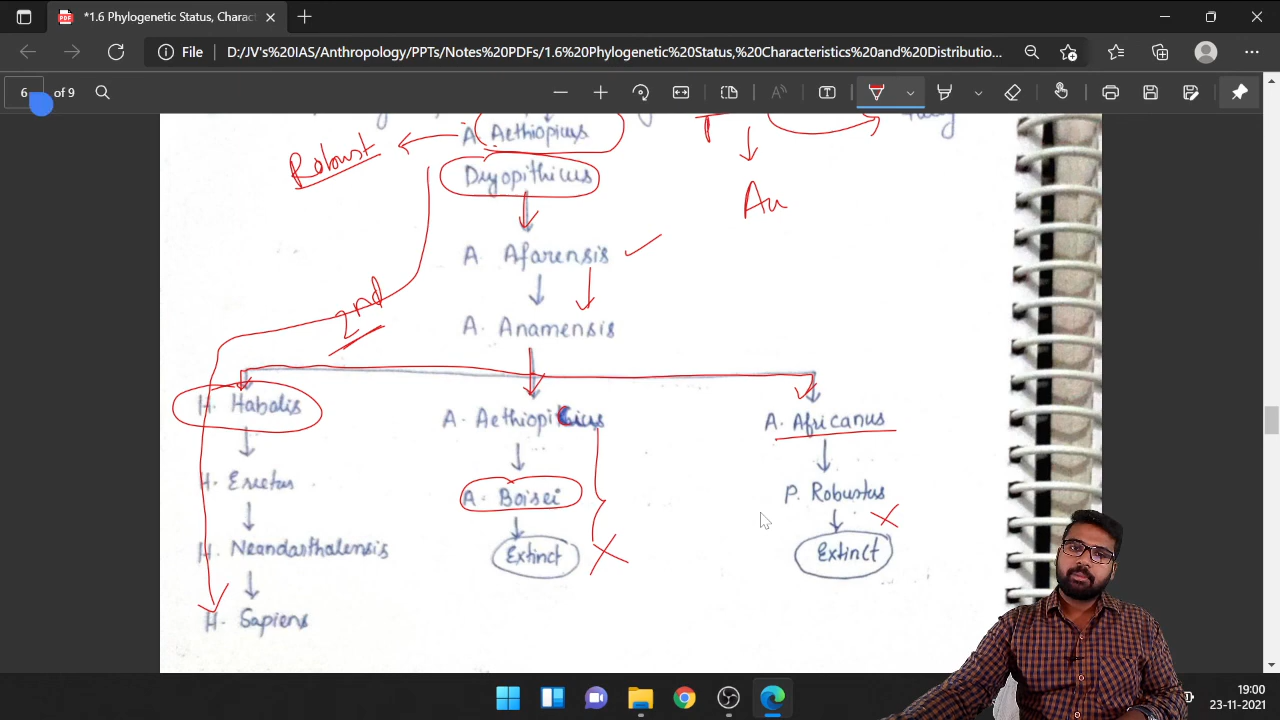 *1.6 Phylogenetic Status, Charact
File D:/JV's%20IAS/Anthropology/PPTs/Notes%20PDFs/1.6%20Phylogenetic%20Status,%20Characteristics%20and%20Distributio...
6 of 9
A. Aethiopicus
Robust
Dryopithicus
Au
A. Afarensis
2nd
A. Anamensis
H. Habalis
A. Aethiopi
A. Africanus
H. Erectus
A. Boisei
P. Robustus
H. Neandarthalensis
Extinct
Extinct
H. Sapiens
19:00
23-11-2021